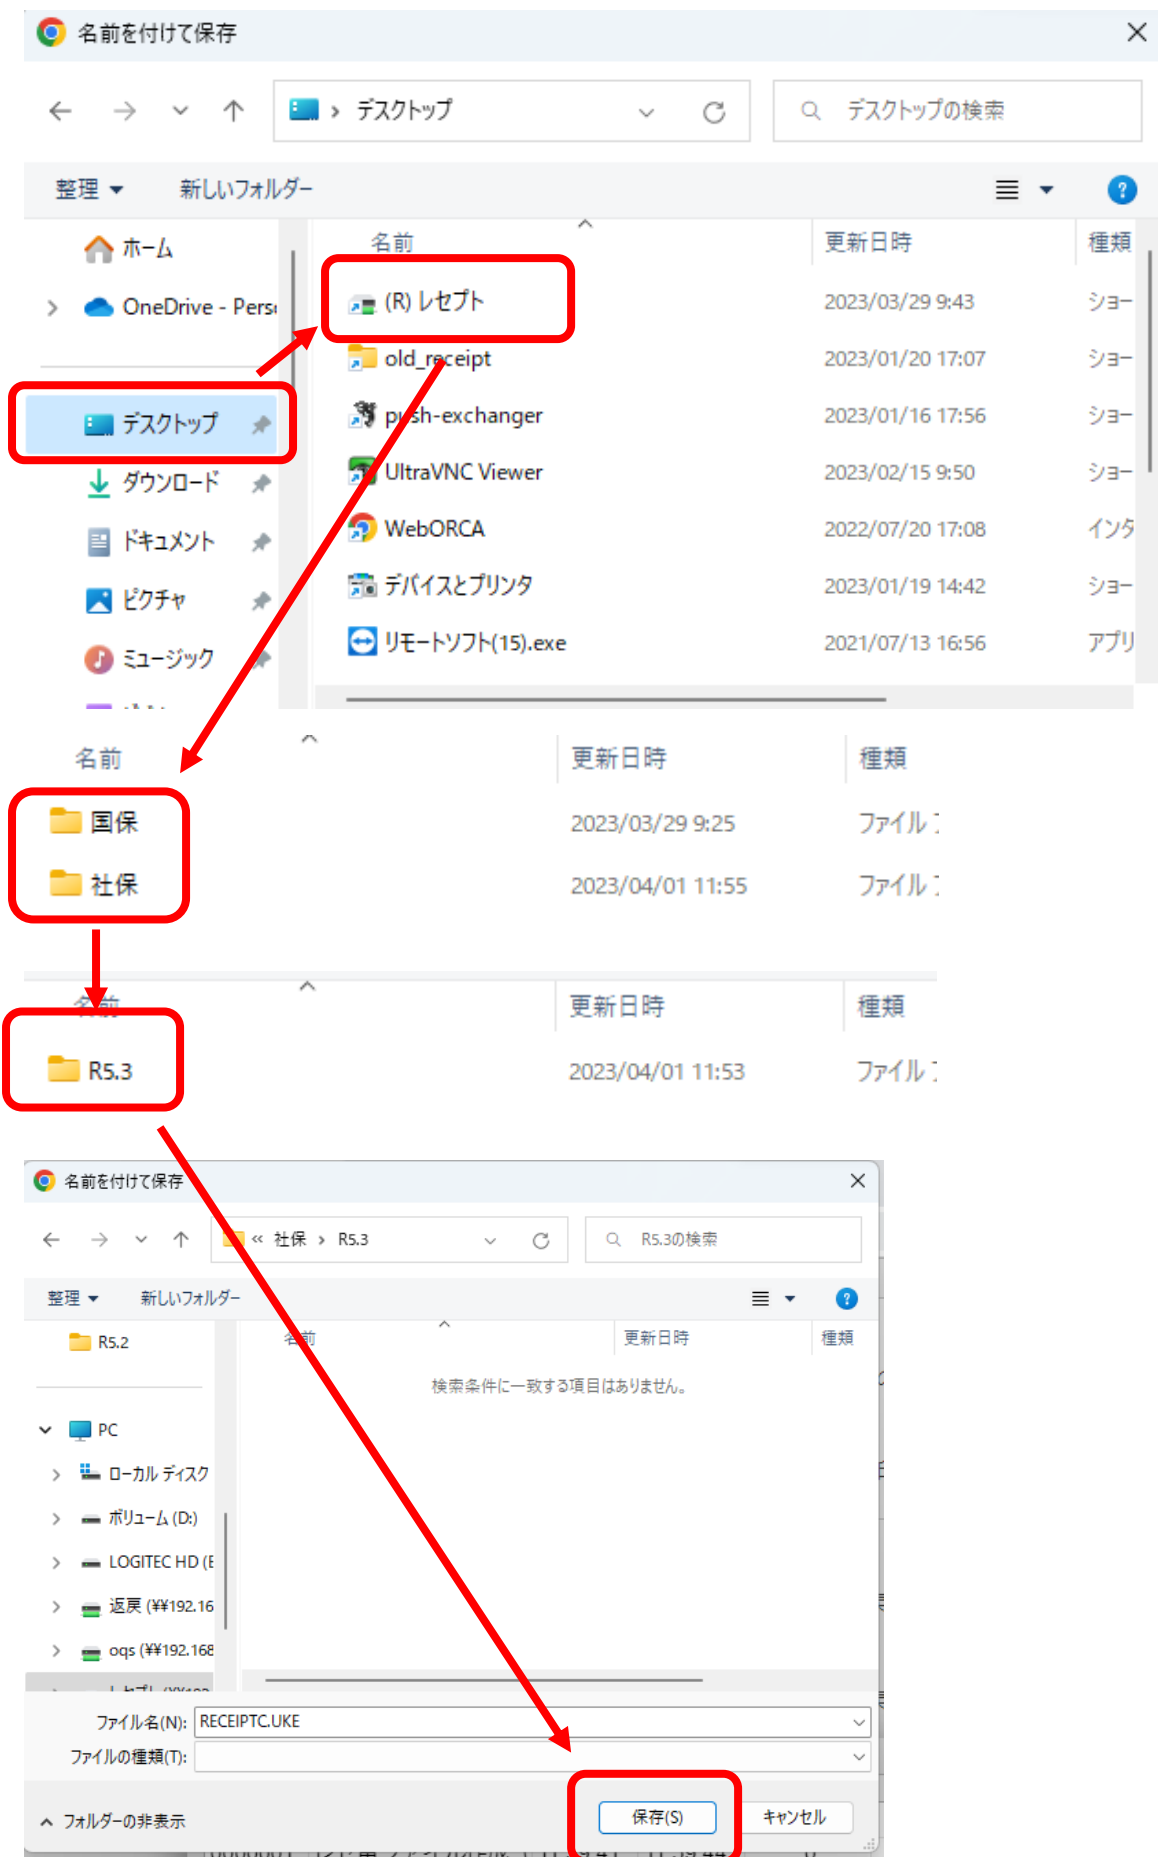 名前を付けて保存
デスクトップ
デスクトップの検索
整理 新しいフォルダー
名前 更新日時 種類
ホーム
OneDrive - Pers
デスクトップ
ダウンロード
ドキュメント
ピクチャ
ミュージック
(R) レセプト 2023/03/29 9:43 ショー
old_receipt 2023/01/20 17:07 ショー
push-exchanger 2023/01/16 17:56 ショー
UltraVNC Viewer 2023/02/15 9:50 ショー
WebORCA 2022/07/20 17:08 インタ
デバイスとプリンタ 2023/01/19 14:42 ショー
リモートソフト(15).exe 2021/07/13 16:56 アプリ
名前 更新日時 種類
国保 2023/03/29 9:25 ファイル
社保 2023/04/01 11:55 ファイル
名前 更新日時 種類
R5.3 2023/04/01 11:53 ファイル
名前を付けて保存
« 社保 › R5.3
R5.3の検索
整理 新しいフォルダー
名前 更新日時 種類
検索条件に一致する項目はありません。
R5.2
PC
ローカル ディスク
ボリューム (D:)
LOGITEC HD (E
返戻 (¥¥192.16
oqs (¥¥192.168
ファイル名(N): RECEIPTC.UKE
ファイルの種類(T):
フォルダーの非表示
保存(S) キャンセル